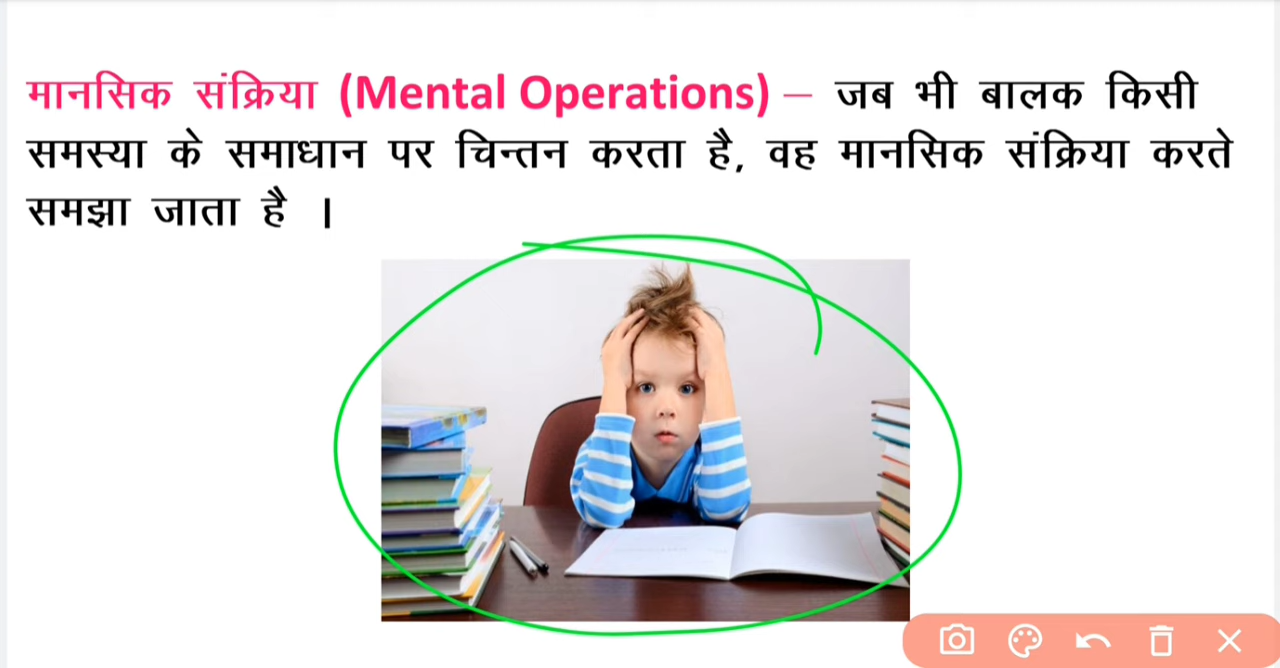 मानसिक संक्रिया (Mental Operations) – जब भी बालक किसी
समस्या के समाधान पर चिन्तन करता है, वह मानसिक संक्रिया करते
समझा जाता है ।